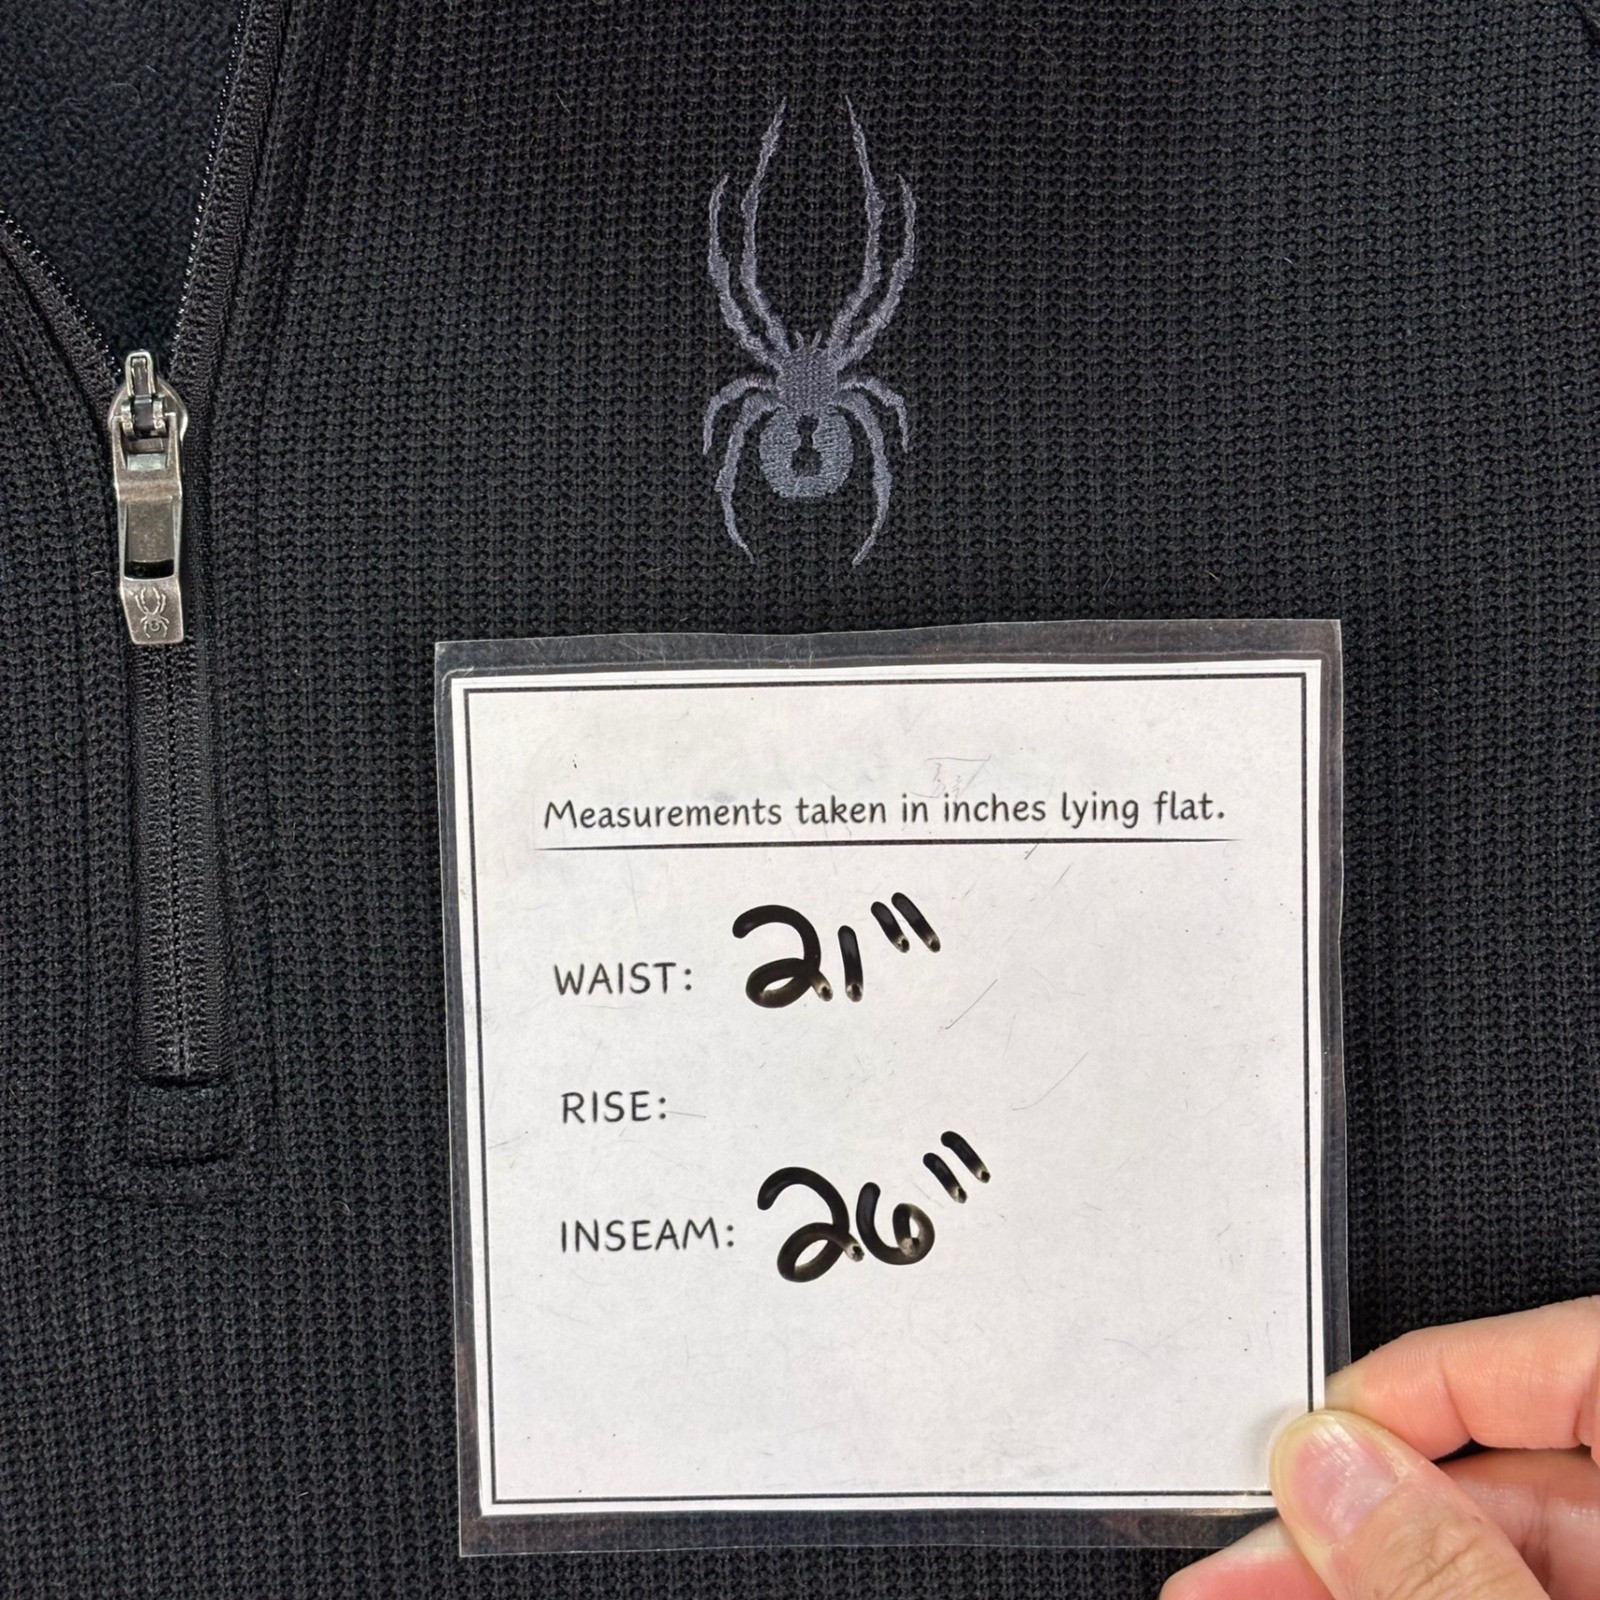 Measurements taken in inches lying flat.
WAIST: 21"
RISE:
INSEAM: 26"